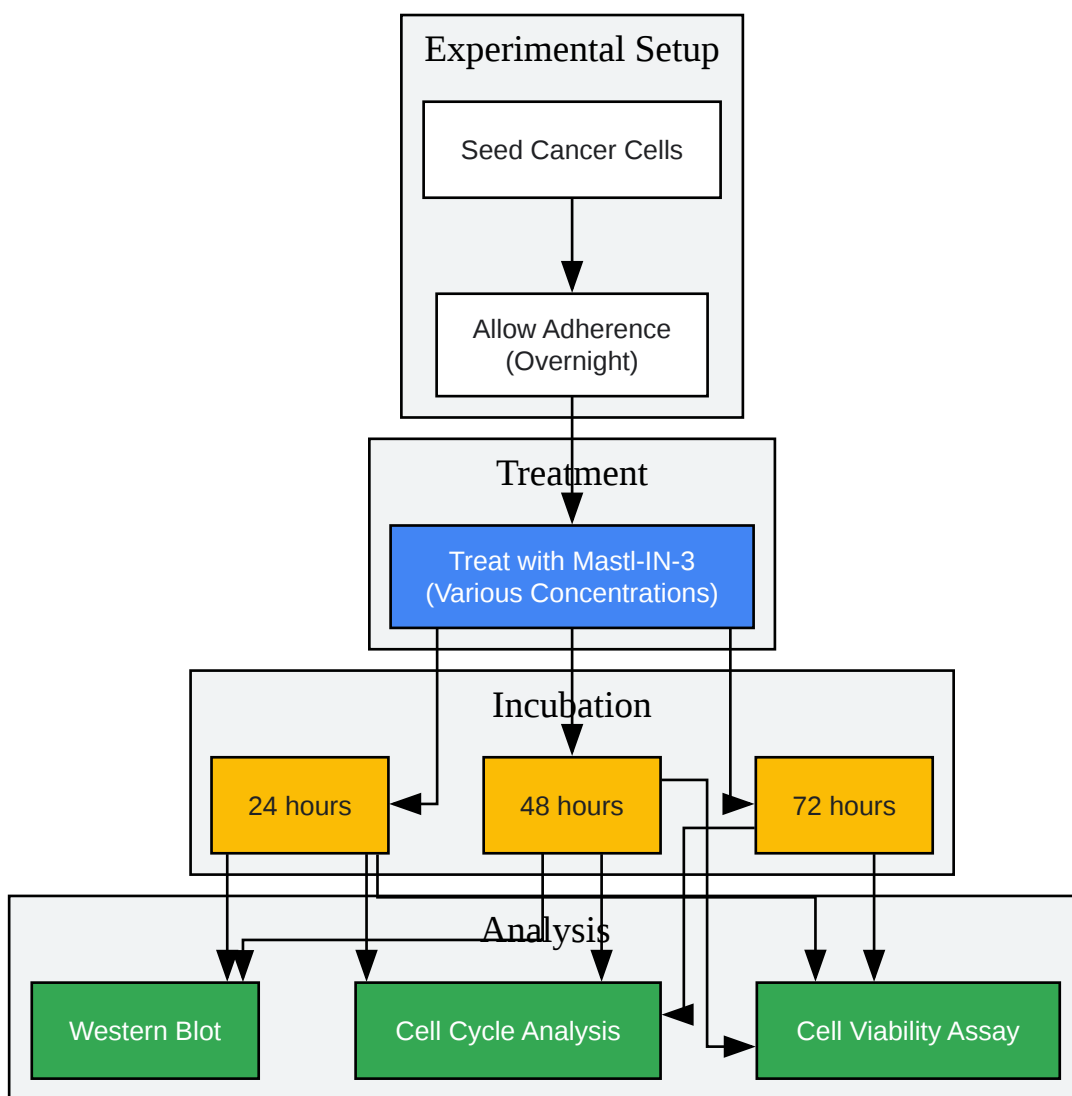 Experimental Setup
Seed Cancer Cells
Allow Adherence
(Overnight)
Treatment
Treat with Mastl-IN-3
(Various Concentrations)
Incubation
24 hours
48 hours
72 hours
Analysis
Western Blot
Cell Cycle Analysis
Cell Viability Assay